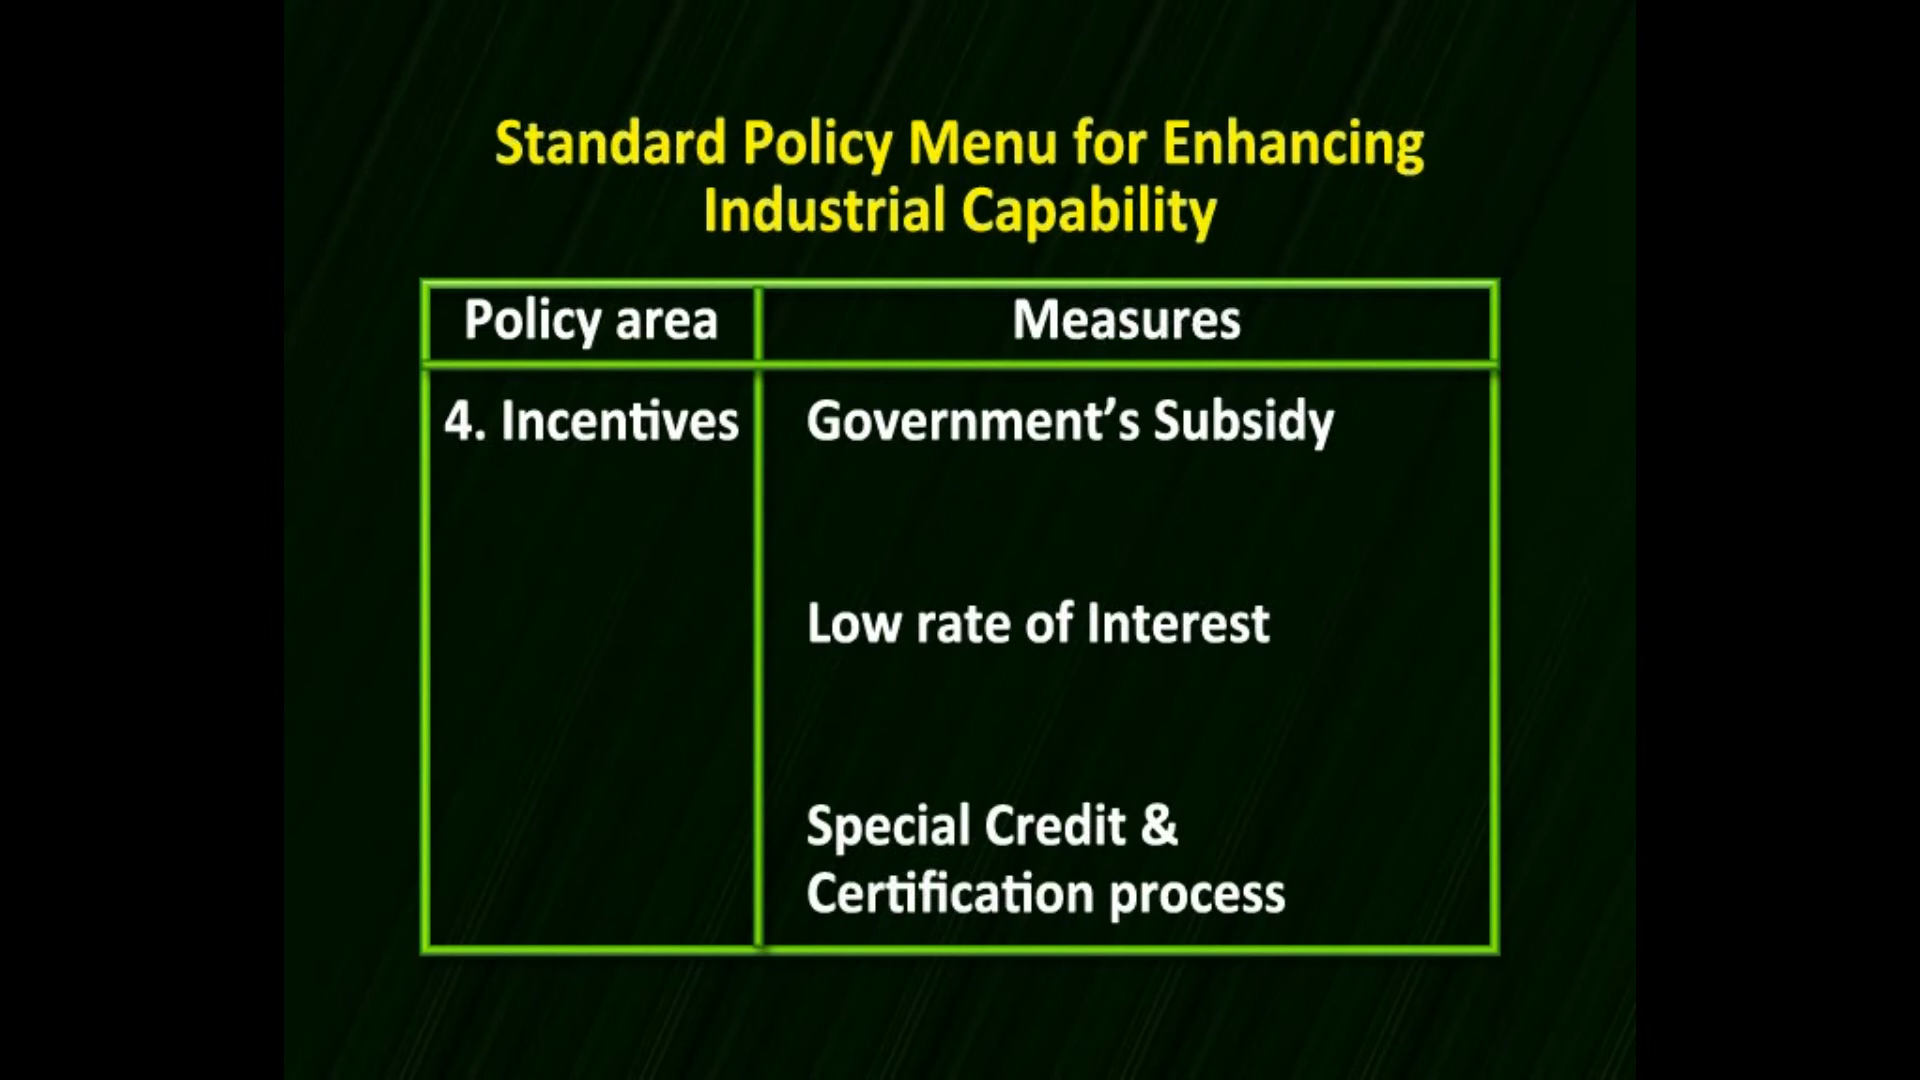 Standard Policy Menu for Enhancing
Industrial Capability
Policy area
Measures
4. Incentives
Government’s Subsidy
Low rate of Interest
Special Credit &
Certification process